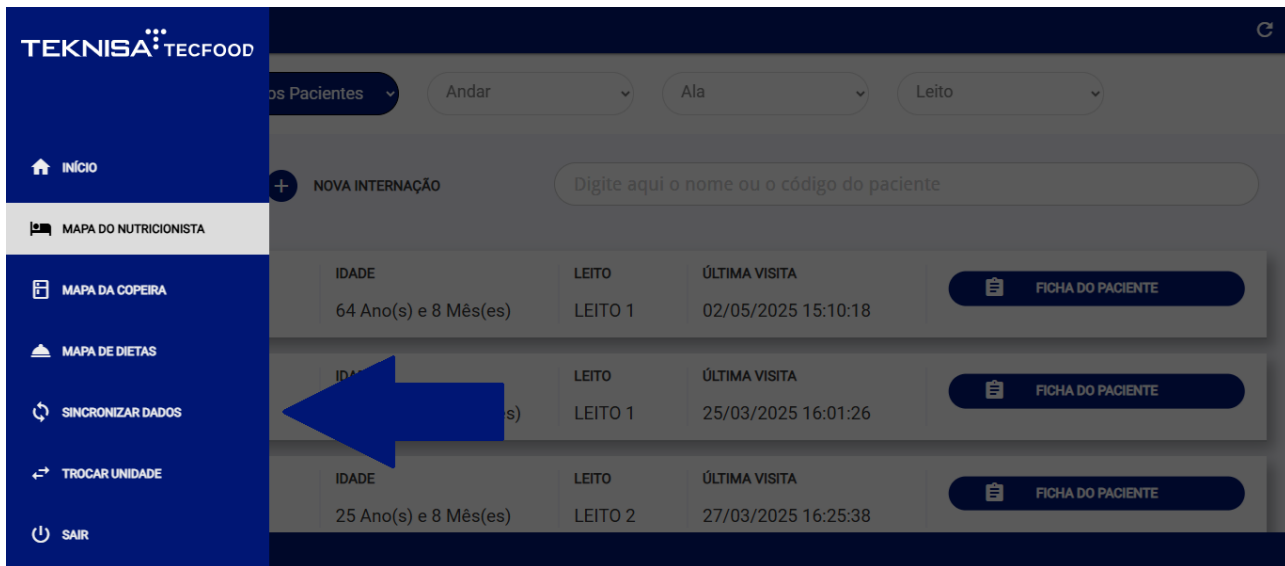 TEKNISA TECFOOD
os Pacientes
Andar
Ala
Leito
INÍCIO
NOVA INTERNAÇÃO
Digite aqui o nome ou o código do paciente
MAPA DO NUTRICIONISTA
MAPA DA COPEIRA
MAPA DE DIETAS
SINCRONIZAR DADOS
TROCAR UNIDADE
SAIR
IDADE
LEITO
ÚLTIMA VISITA
64 Ano(s) e 8 Mês(es)
LEITO 1
02/05/2025 15:10:18
FICHA DO PACIENTE
LEITO
ÚLTIMA VISITA
s)
LEITO 1
25/03/2025 16:01:26
FICHA DO PACIENTE
IDADE
LEITO
ÚLTIMA VISITA
25 Ano(s) e 8 Mês(es)
LEITO 2
27/03/2025 16:25:38
FICHA DO PACIENTE